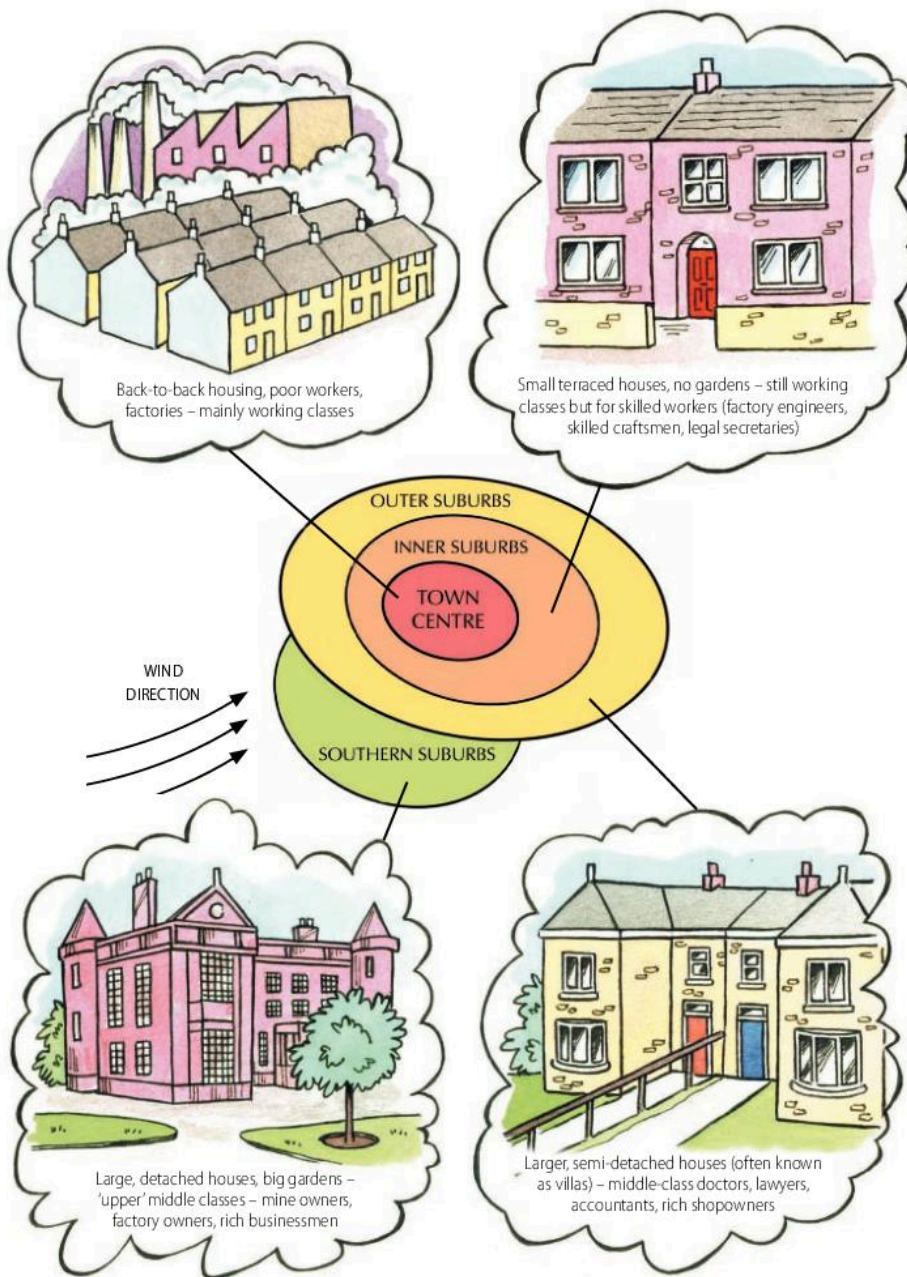 Back-to-back housing, poor workers,
factories – mainly working classes
Small terraced houses, no gardens – still working
classes but for skilled workers (factory engineers,
skilled craftsmen, legal secretaries)
OUTER SUBURBS
INNER SUBURBS
TOWN
CENTRE
WIND
DIRECTION
SOUTHERN SUBURBS
Large, detached houses, big gardens –
‘upper’ middle classes – mine owners,
factory owners, rich businessmen
Larger, semi-detached houses (often known
as villas) – middle-class doctors, lawyers,
accountants, rich shopowners